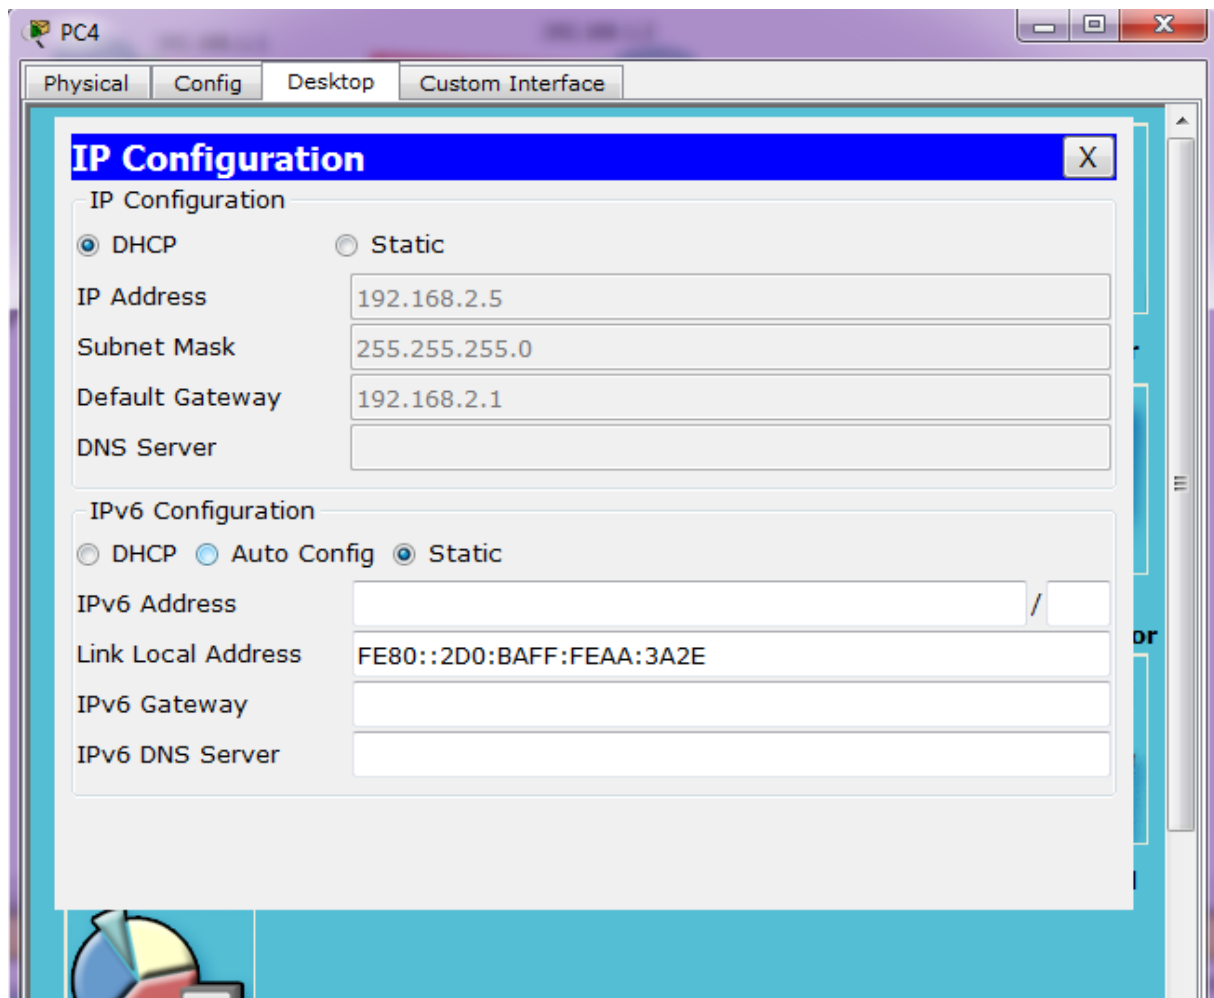 PC4
X
Physical Config Desktop Custom Interface
IP Configuration X
IP Configuration
DHCP Static
IP Address 192.168.2.5
Subnet Mask 255.255.255.0
Default Gateway 192.168.2.1
DNS Server
IPv6 Configuration
DHCP Auto Config Static
IPv6 Address /
Link Local Address FE80::2D0:BAFF:FEAA:3A2E
IPv6 Gateway
IPv6 DNS Server
r
or